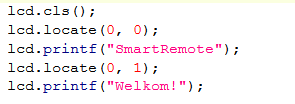 lcd.cls();
lcd.locate(0, 0);
lcd.printf("SmartRemote");
lcd.locate(0, 1);
lcd.printf("Welkom!");